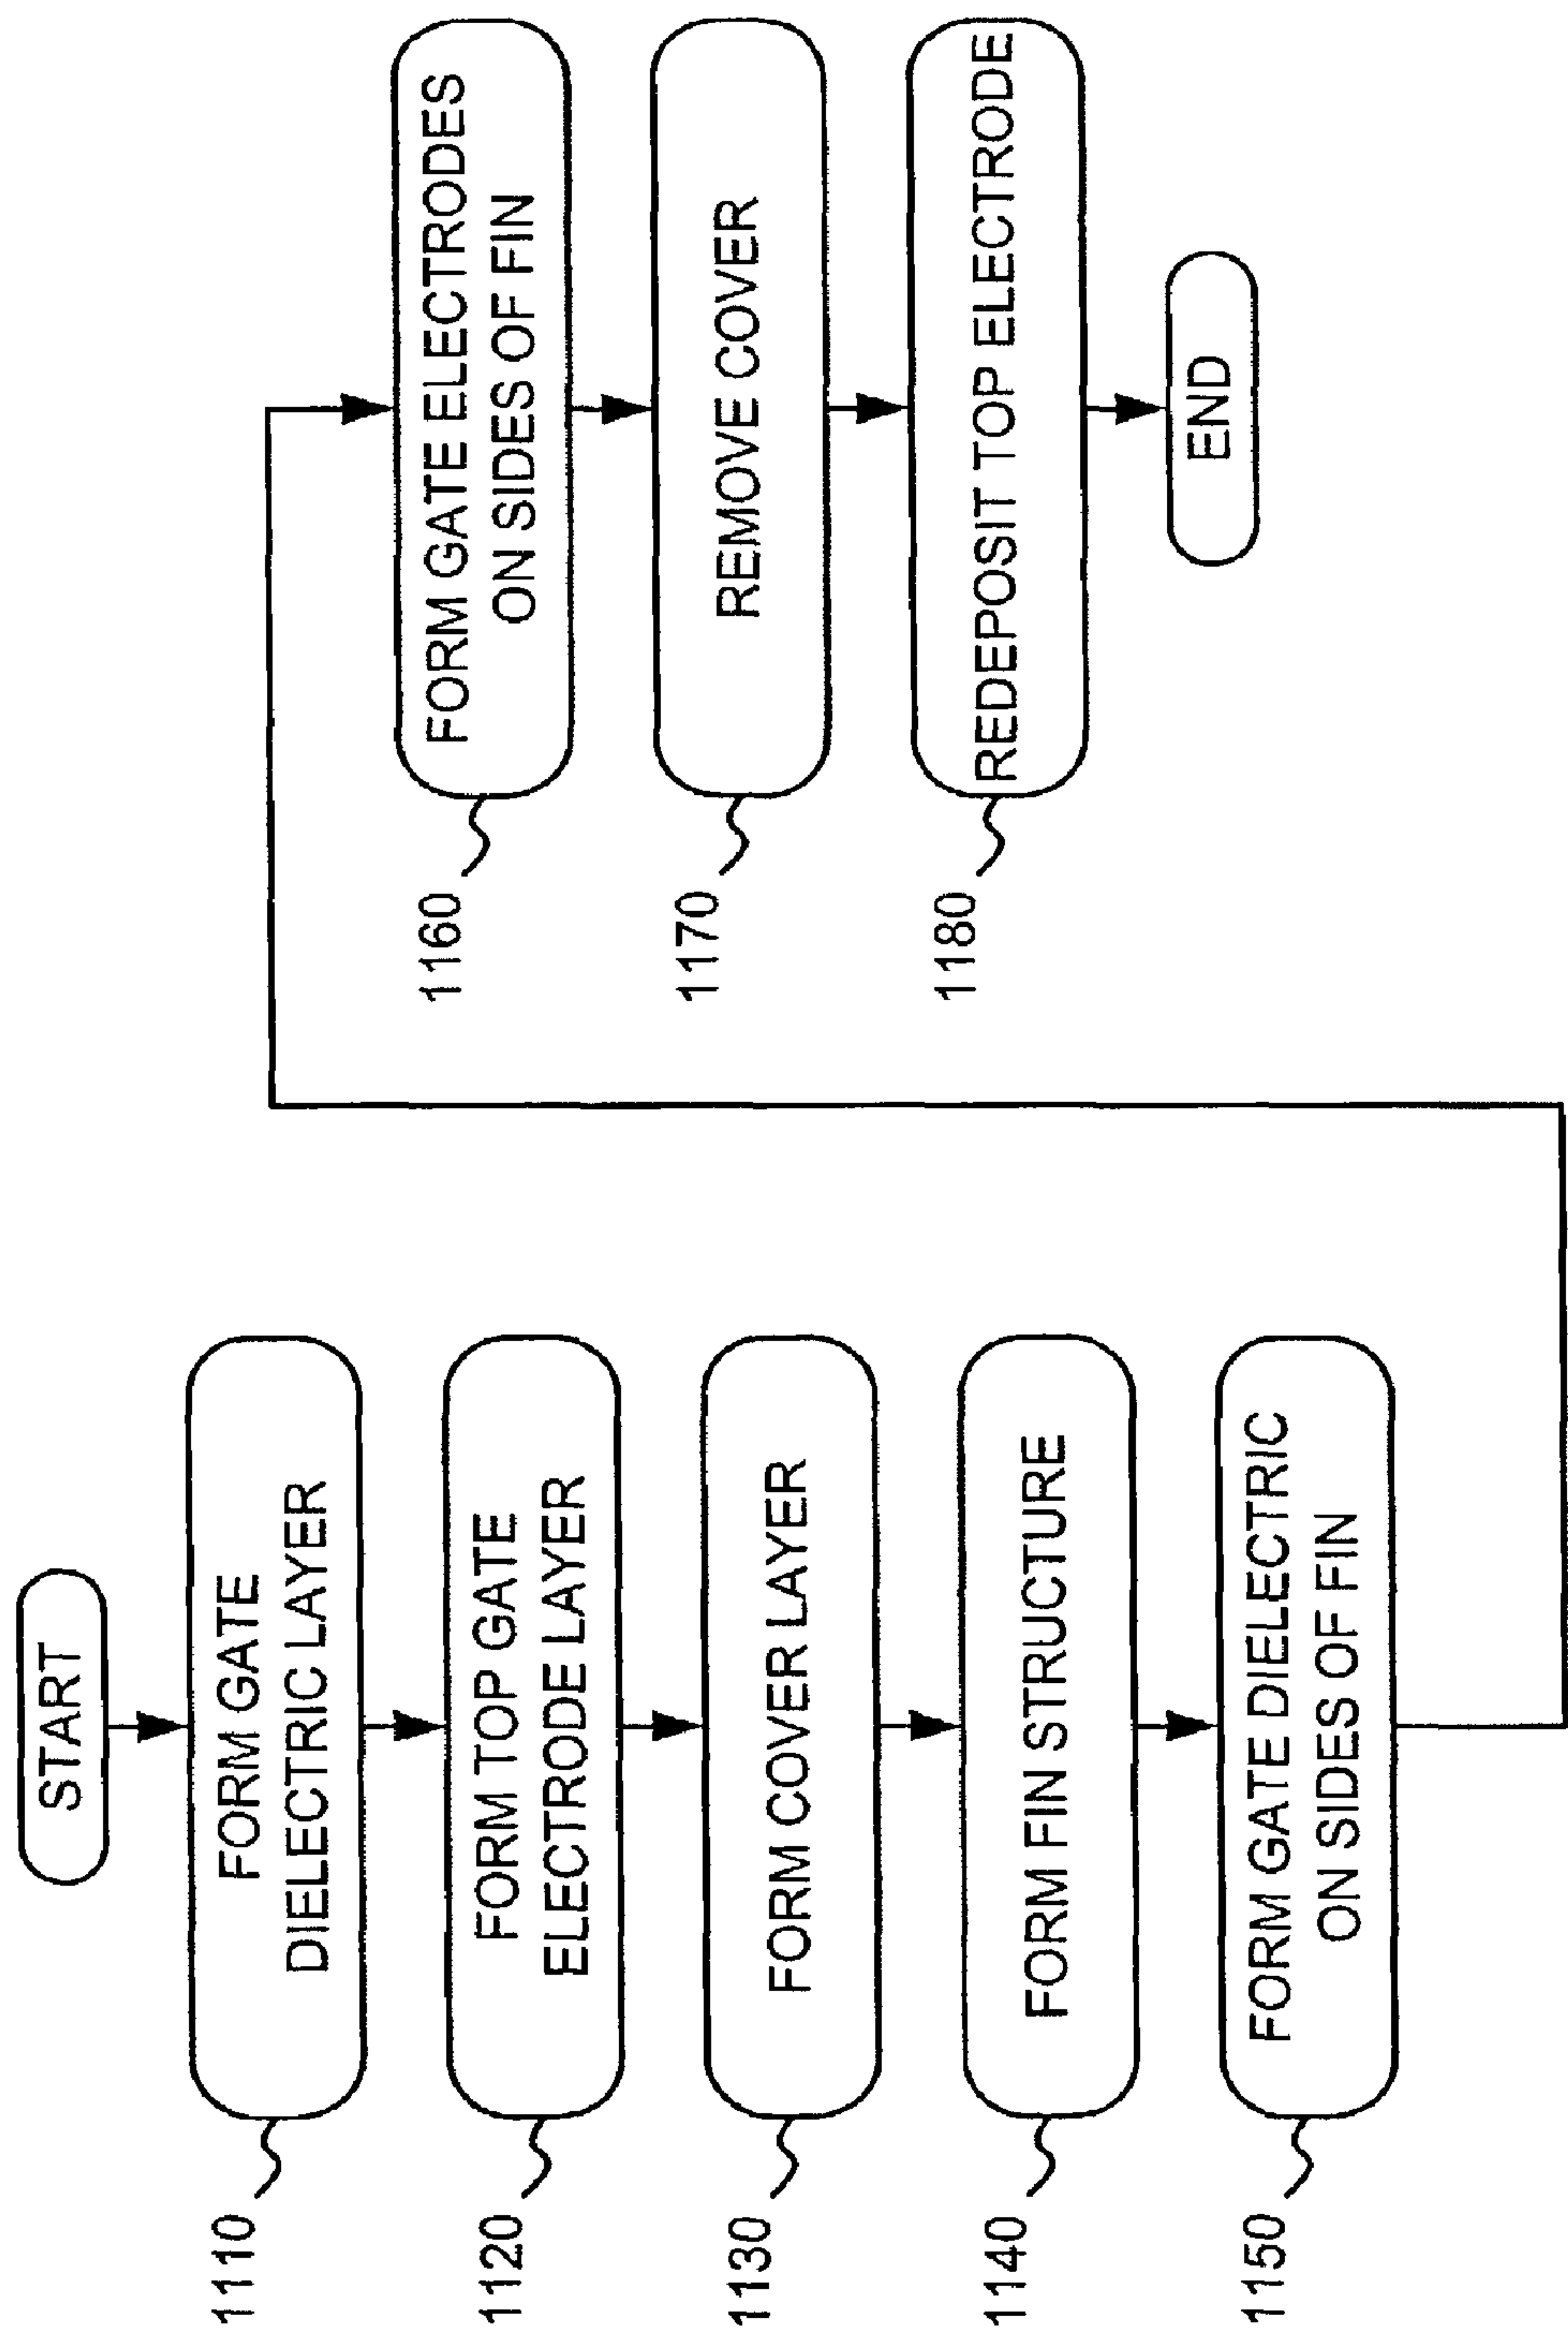 START
1110
FORM GATE
DIELECTRIC LAYER
1120
FORM TOP GATE
ELECTRODE LAYER
1130
FORM COVER LAYER
1140
FORM FIN STRUCTURE
1150
FORM GATE DIELECTRIC
ON SIDES OF FIN
1160
FORM GATE ELECTRODES
ON SIDES OF FIN
1170
REMOVE COVER
1180
REDEPOSIT TOP ELECTRODE
END